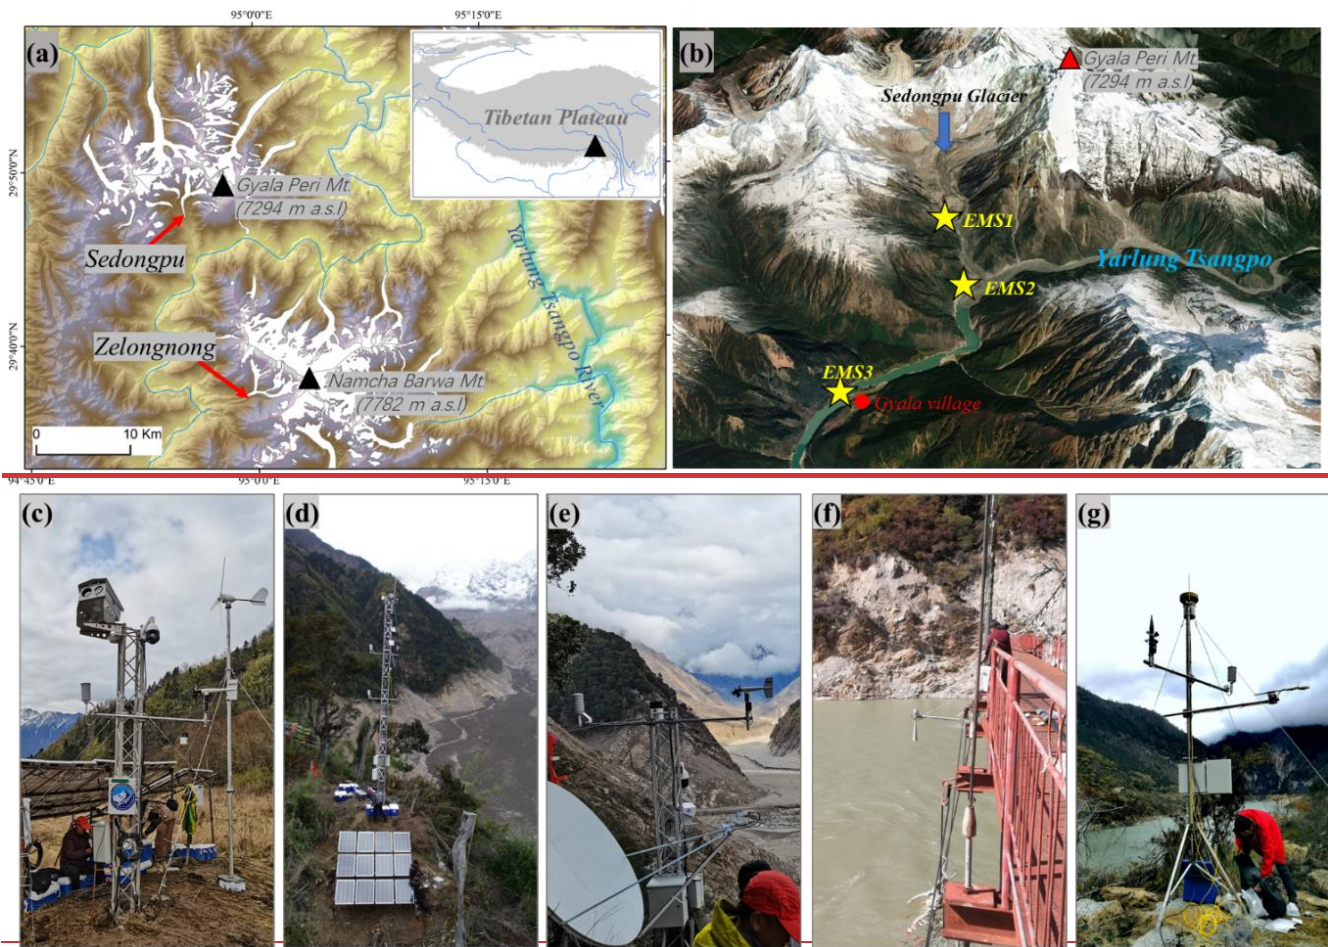 95°0'0"E
95°15'0"E
(a)
Tibetan Plateau
29°50'0"N
Gyala Peri Mt.
(7294 m a.s.l)
Sedongpu
Yarlung Tsangpo River
29°40'0"N
Zelongnong
Namcha Barwa Mt.
(7782 m a.s.l)
0
10 Km
94°45'0"E
95°0'0"E
95°15'0"E
(b)
Gyala Peri Mt.
(7294 m a.s.l)
Sedongpu Glacier
EMS1
Yarlung Tsangpo
EMS2
EMS3
Gyala village
(c)
(d)
(e)
(f)
(g)